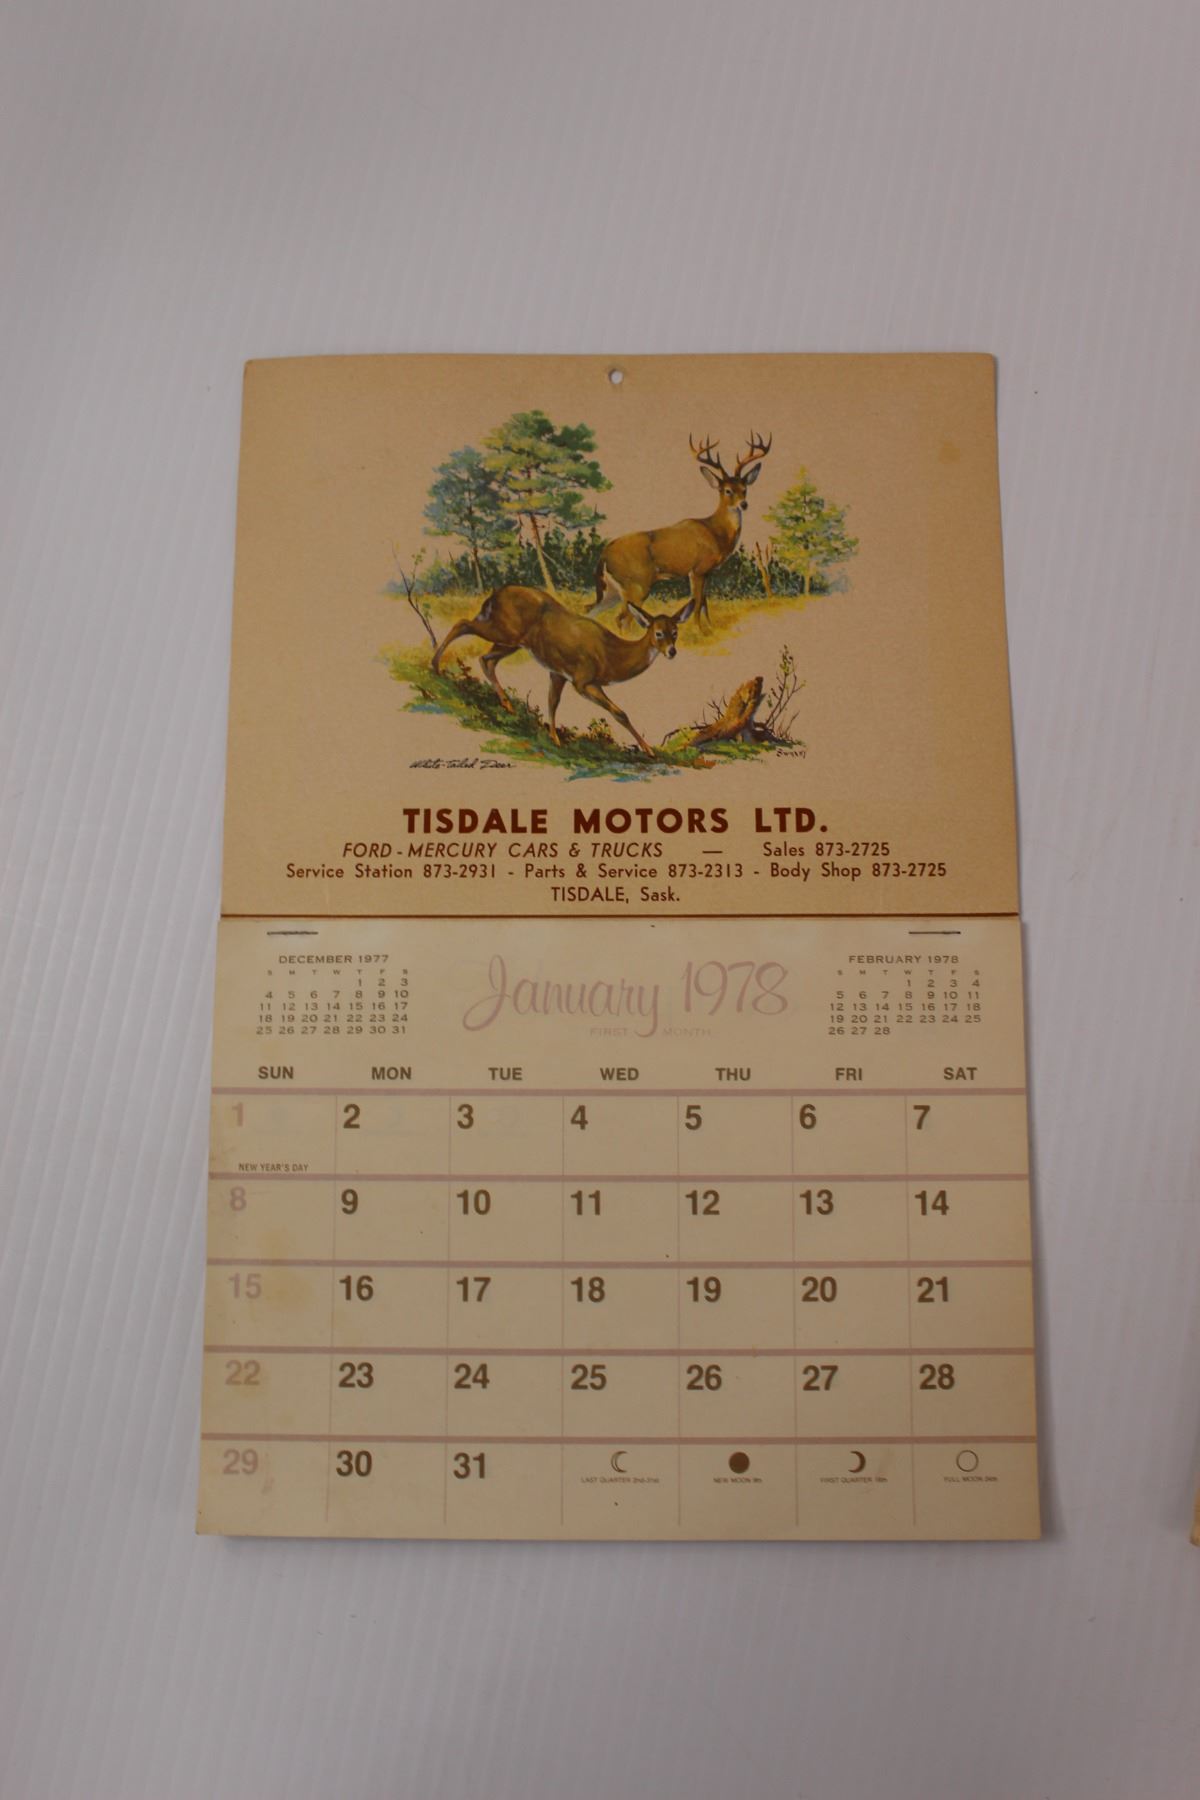 White-tailed Deer
TISDALE MOTORS LTD.
FORD - MERCURY CARS & TRUCKS — Sales 873-2725
Service Station 873-2931 - Parts & Service 873-2313 - Body Shop 873-2725
TISDALE, Sask.
DECEMBER 1977
S M T W T F S
1 2 3
4 5 6 7 8 9 10
11 12 13 14 15 16 17
18 19 20 21 22 23 24
25 26 27 28 29 30 31
January 1978
FIRST MONTH
FEBRUARY 1978
S M T W T F S
1 2 3 4
5 6 7 8 9 10 11
12 13 14 15 16 17 18
19 20 21 22 23 24 25
26 27 28
SUN MON TUE WED THU FRI SAT
1 2 3 4 5 6 7
NEW YEAR'S DAY
8 9 10 11 12 13 14
15 16 17 18 19 20 21
22 23 24 25 26 27 28
29 30 31
LAST QUARTER 2nd-31st NEW MOON 9th FIRST QUARTER 16th FULL MOON 24th